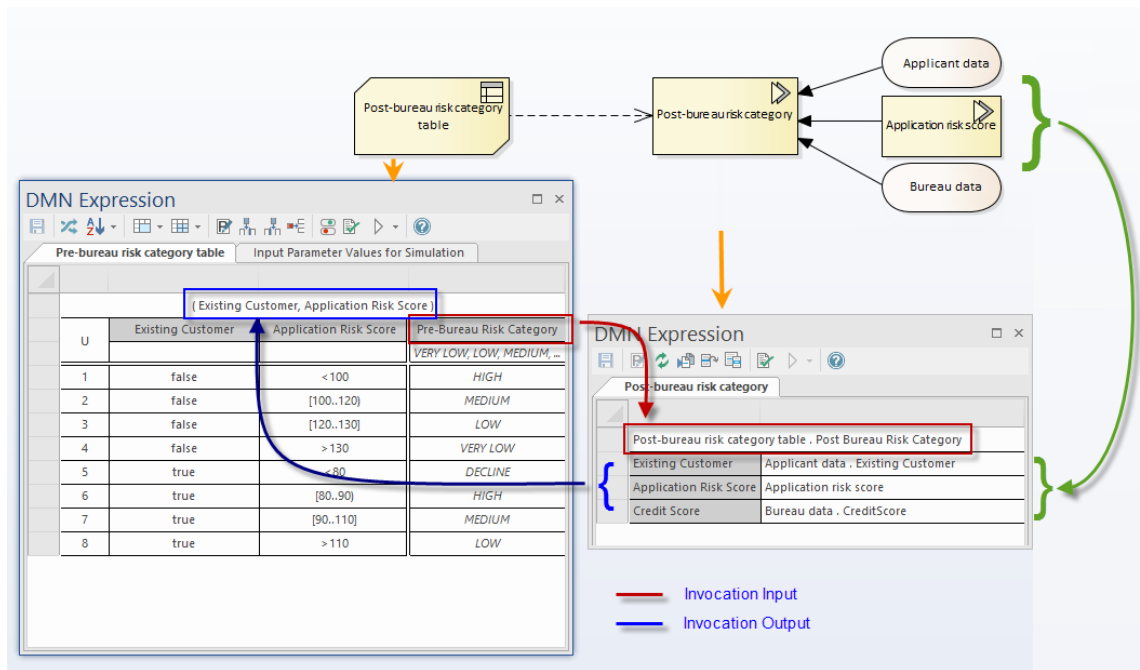 Applicant data
Post-bureau risk category
table
Post-bureau risk category
Application risk score
Bureau data
DMN Expression
Pre-bureau risk category table
Input Parameter Values for Simulation
( Existing Customer, Application Risk Score )
U
Existing Customer
Application Risk Score
Pre-Bureau Risk Category
VERY LOW, LOW, MEDIUM, ...
1 false <100 HIGH
2 false [100..120) MEDIUM
3 false [120..130] LOW
4 false >130 VERY LOW
5 true <80 DECLINE
6 true [80..90) HIGH
7 true [90..110] MEDIUM
8 true >110 LOW
DMN Expression
Post-bureau risk category
Post-bureau risk category table . Post Bureau Risk Category
Existing Customer Applicant data . Existing Customer
Application Risk Score Application risk score
Credit Score Bureau data . CreditScore
Invocation Input
Invocation Output